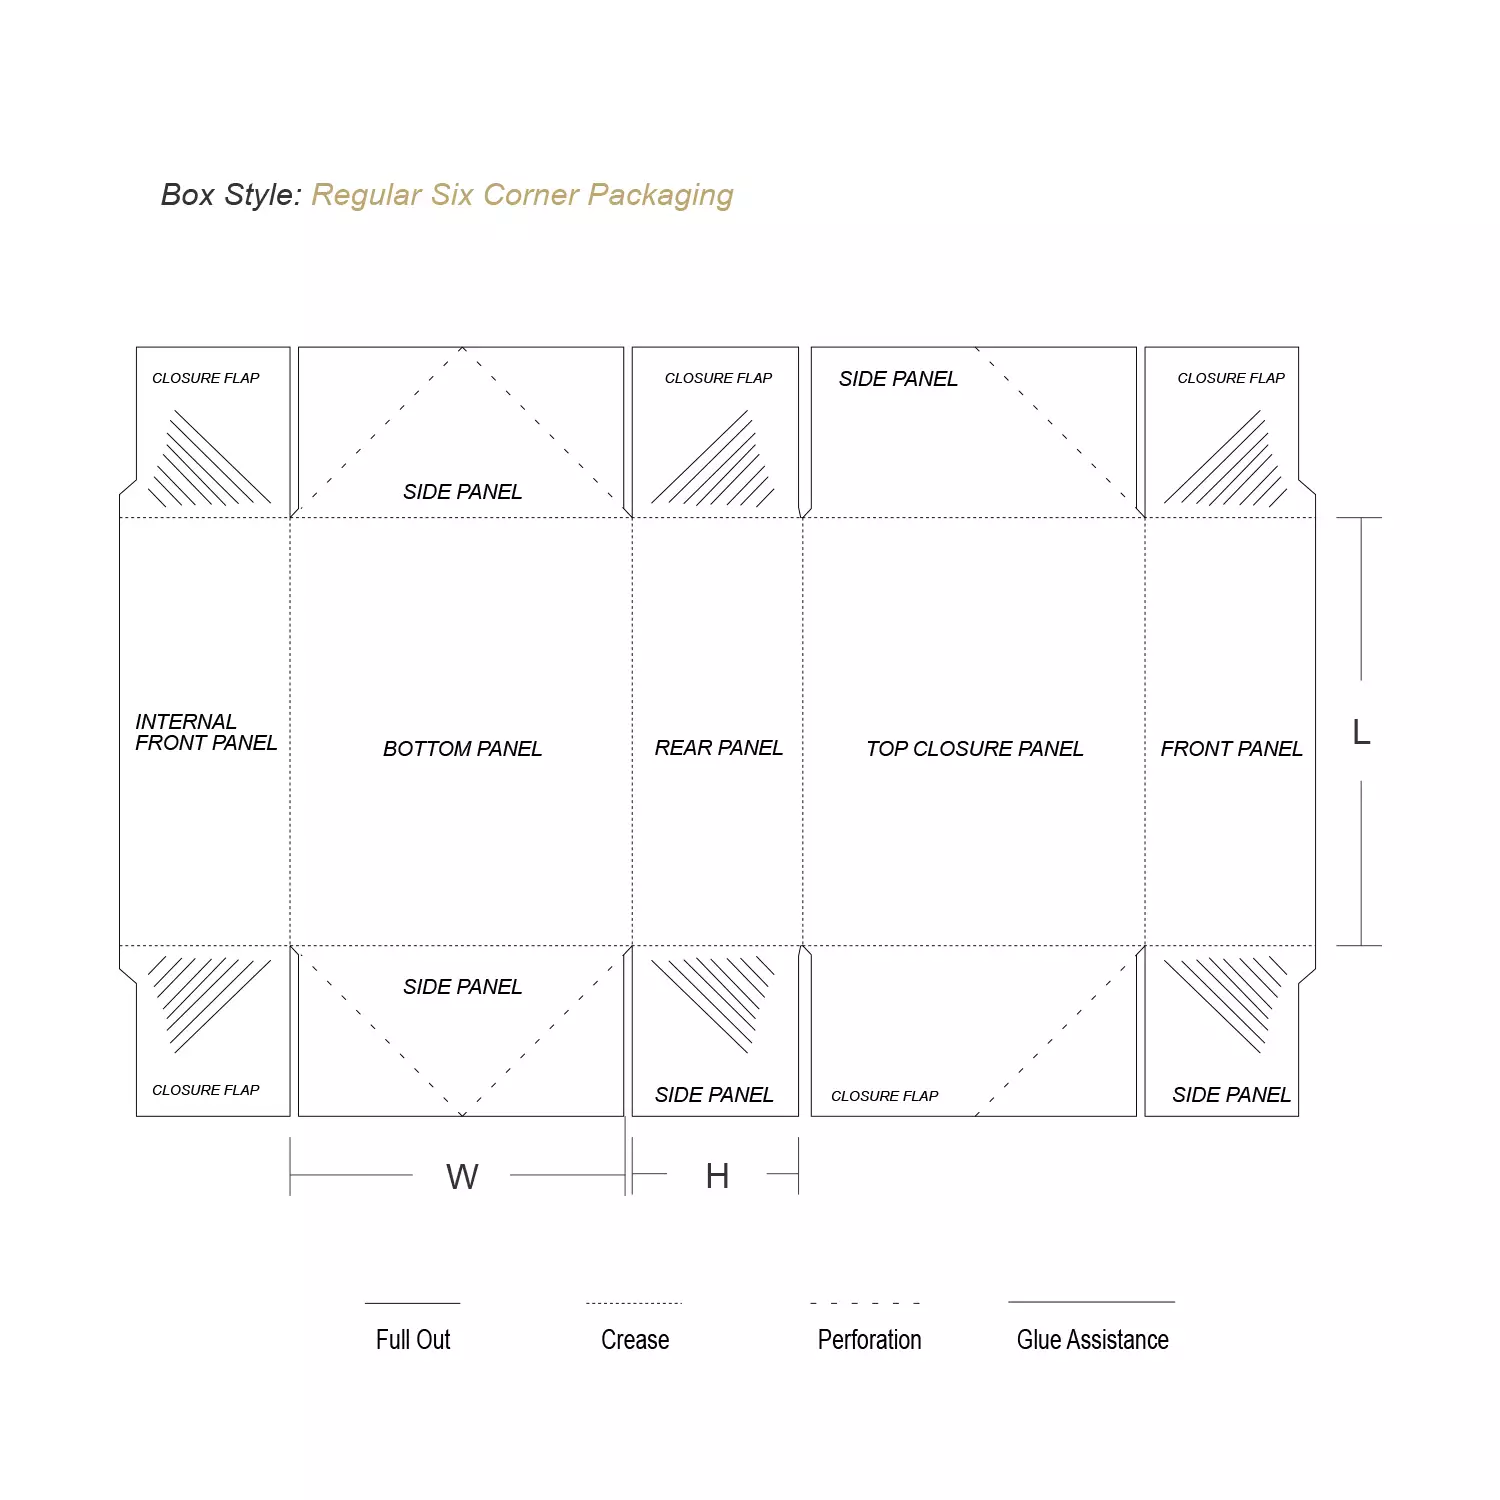 Box Style: Regular Six Corner Packaging
CLOSURE FLAP
CLOSURE FLAP
SIDE PANEL
CLOSURE FLAP
SIDE PANEL
INTERNAL
FRONT PANEL
BOTTOM PANEL
REAR PANEL
TOP CLOSURE PANEL
FRONT PANEL
L
SIDE PANEL
CLOSURE FLAP
SIDE PANEL
CLOSURE FLAP
SIDE PANEL
W
H
Full Out
Crease
Perforation
Glue Assistance